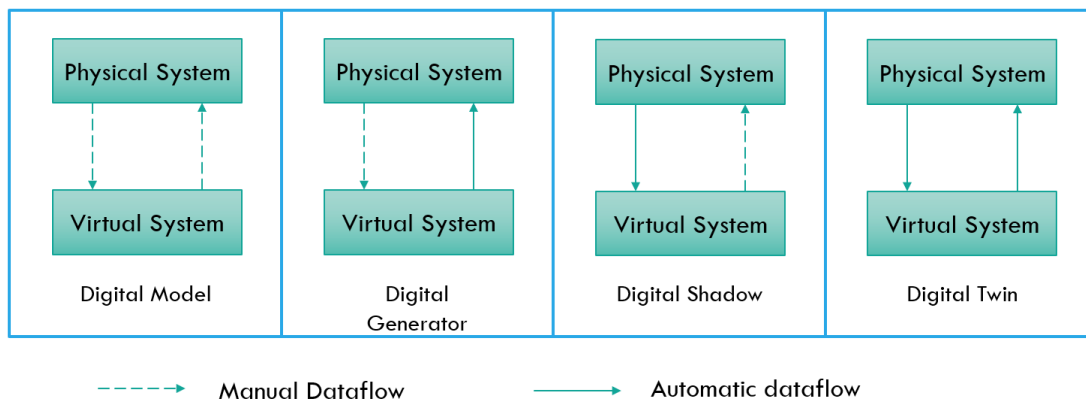 Physical System
Physical System
Physical System
Physical System
Virtual System
Virtual System
Virtual System
Virtual System
Digital Model
Digital
Generator
Digital Shadow
Digital Twin
Manual Dataflow
Automatic dataflow